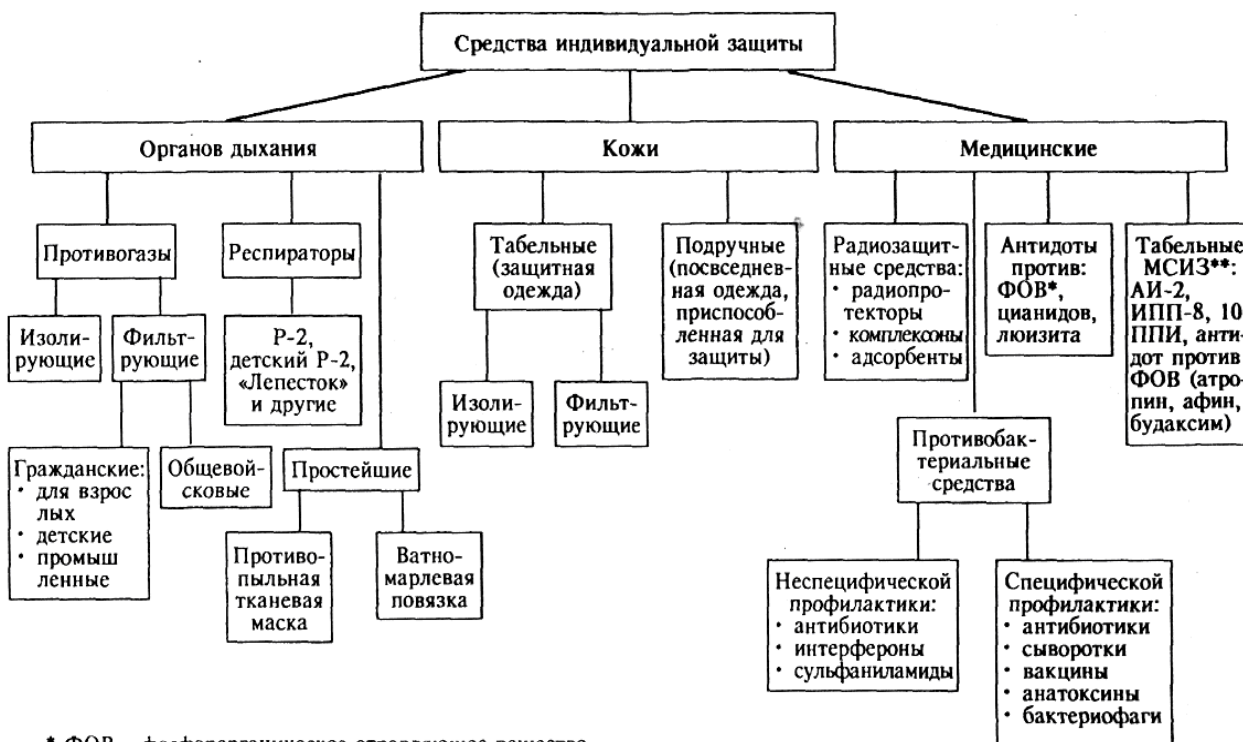 Средства индивидуальной защиты
Органов дыхания
Кожи
Медицинские
Противогазы
Респираторы
Табельные
(защитная
одежда)
Подручные
(посвседнев-
ная одежда,
приспособ-
ленная для
защиты)
Радиозащит-
ные средства:
• радиопро-
текторы
• комплексоны
• адсорбенты
Антидоты
против:
ФОВ*,
цианидов,
люизита
Табельные
МСИЗ**:
АИ-2,
ИПП-8, 10
ППИ, анти-
дот против
ФОВ (атро-
пин, афин,
будаксим)
Изоли-
рующие
Фильт-
рующие
Р-2,
детский Р-2,
«Лепесток»
и другие
Изоли-
рующие
Фильт-
рующие
Гражданские:
• для взрос
лых
• детские
• промыш
ленные
Общевой-
сковые
Простейшие
Противобак-
териальные
средства
Противо-
пыльная
тканевая
маска
Ватно-
марлевая
повязка
Неспецифической
профилактики:
• антибиотики
• интерфероны
• сульфаниламиды
Специфической
профилактики:
• антибиотики
• сыворотки
• вакцины
• анатоксины
• бактериофаги